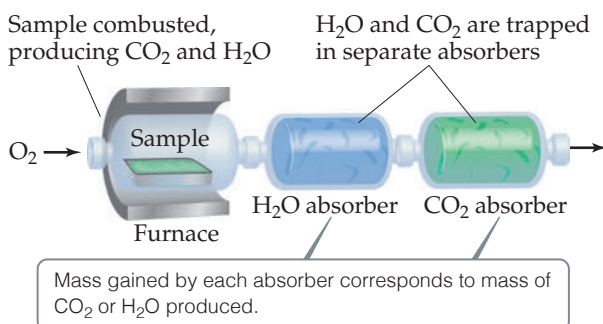 Sample combusted,
producing CO₂ and H₂O
H₂O and CO₂ are trapped
in separate absorbers
O₂
Sample
H₂O absorber
CO₂ absorber
Furnace
Mass gained by each absorber corresponds to mass of
CO₂ or H₂O produced.